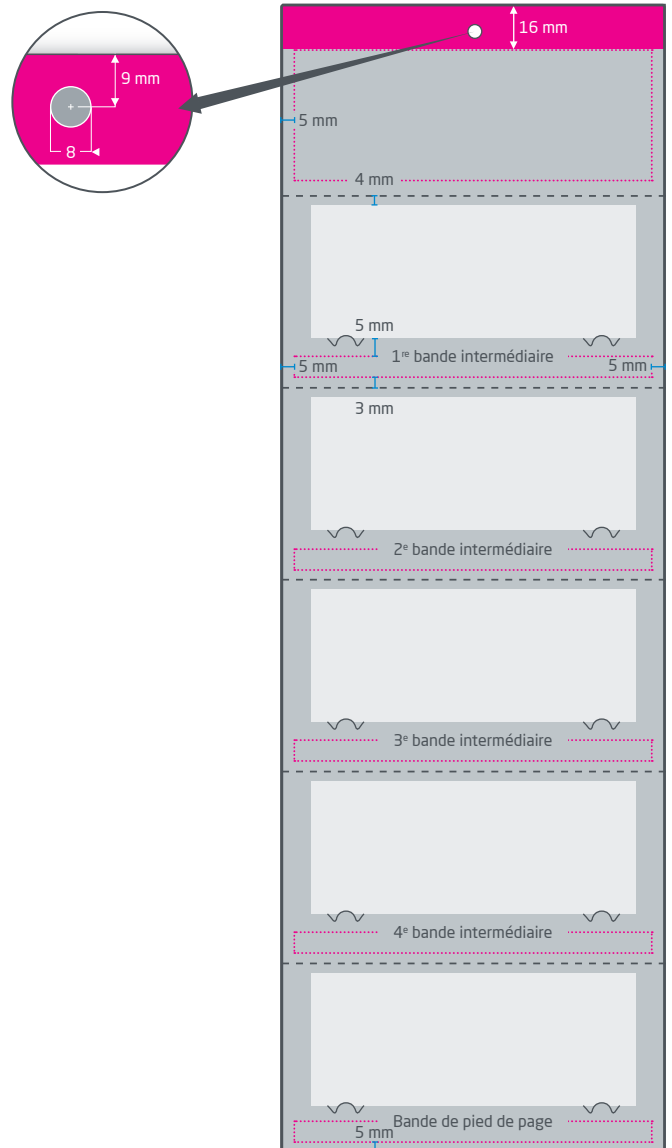 16 mm
9 mm
8
5 mm
4 mm
5 mm
1re bande intermédiaire
5 mm
5 mm
3 mm
2e bande intermédiaire
3e bande intermédiaire
4e bande intermédiaire
Bande de pied de page
5 mm